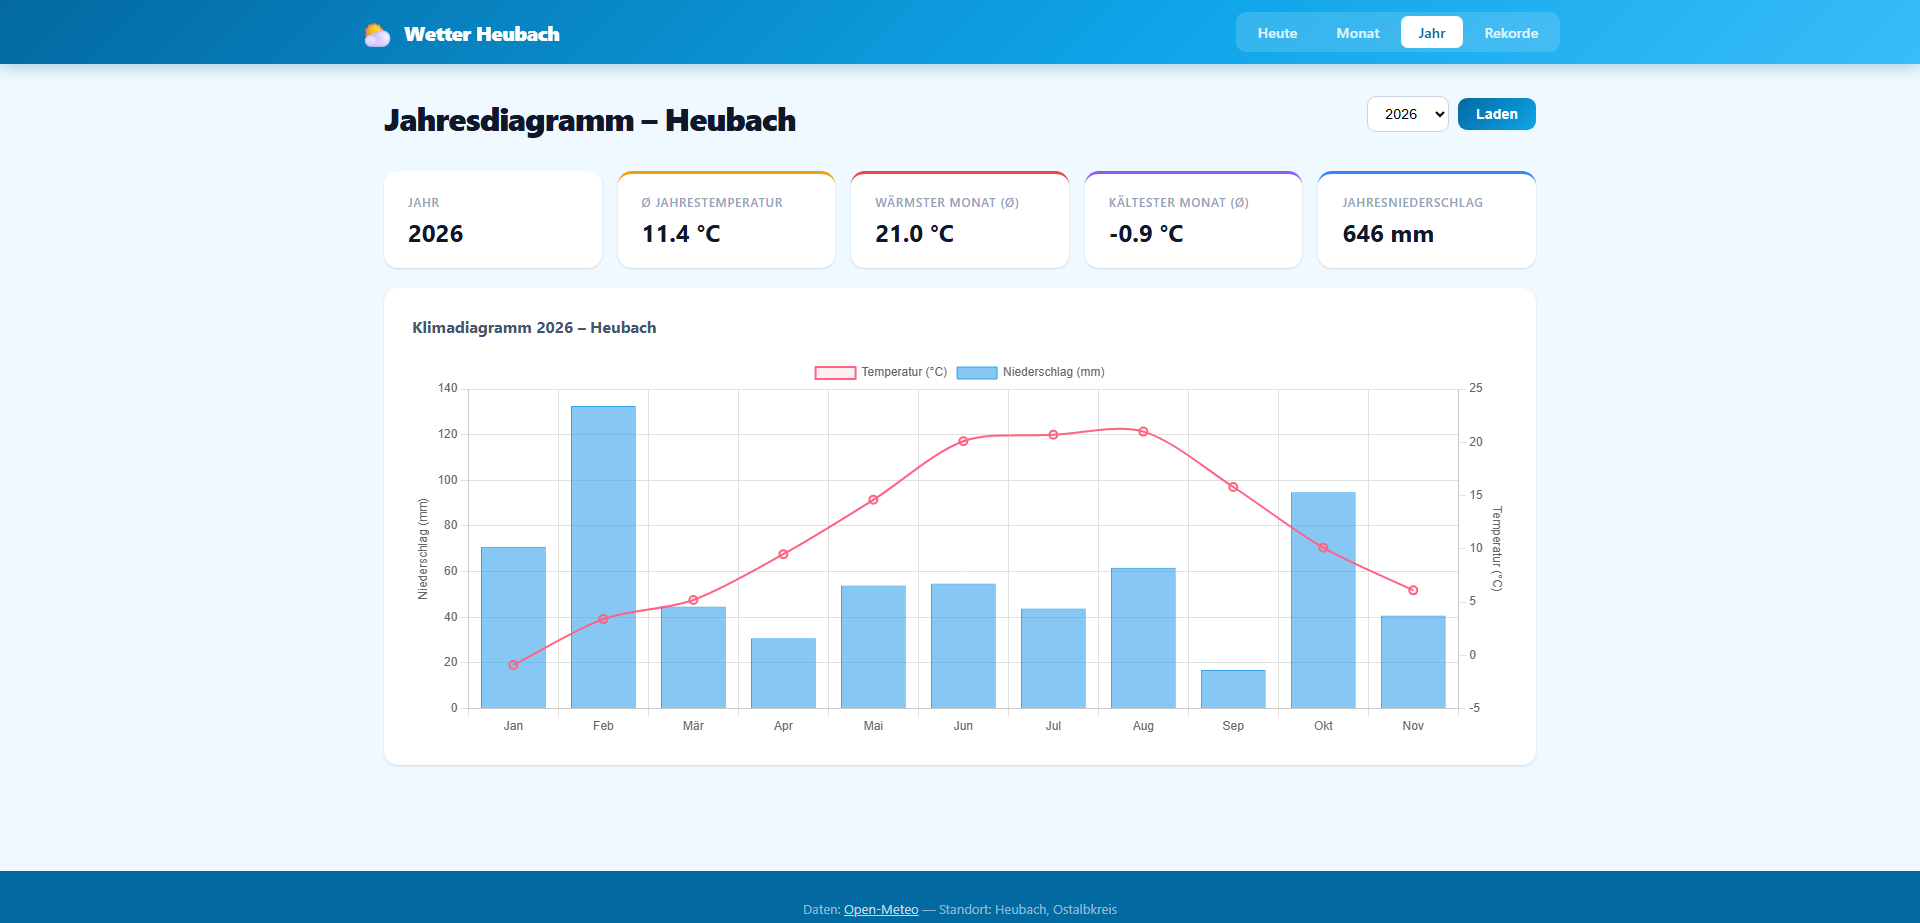 Wetter Heubach
Heute Monat Jahr Rekorde
Jahresdiagramm – Heubach
2026 Laden
JAHR
2026
Ø JAHRESTEMPERATUR
11.4 °C
WÄRMSTER MONAT (Ø)
21.0 °C
KÄLTESTER MONAT (Ø)
-0.9 °C
JAHRESNIEDERSCHLAG
646 mm
Klimadiagramm 2026 – Heubach
Temperatur (°C) Niederschlag (mm)
Niederschlag (mm)
140
120
100
80
60
40
20
0
25
20
15
10
5
0
-5
Temperatur (°C)
Jan Feb Mär Apr Mai Jun Jul Aug Sep Okt Nov
Daten: Open-Meteo — Standort: Heubach, Ostalbkreis